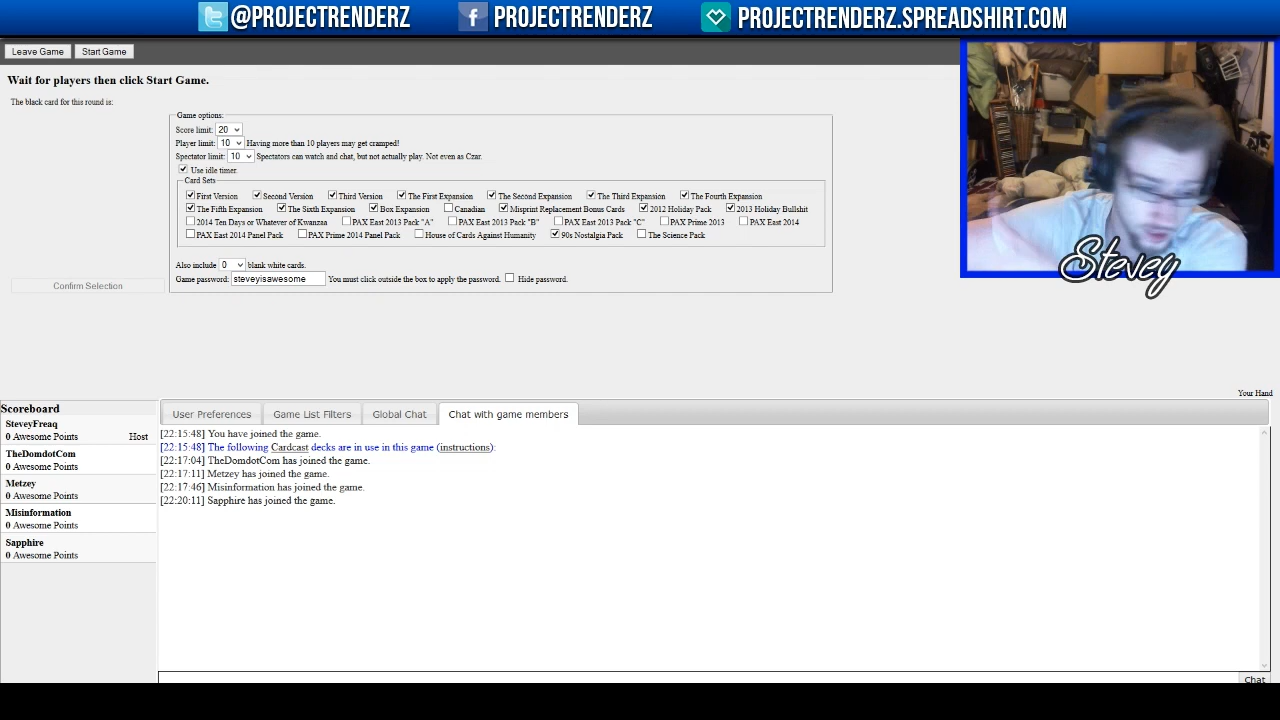 @PROJECTRENDERZ PROJECTRENDERZ PROJECTRENDERZ.SPREADSHIRT.COM
Leave Game Start Game
Wait for players then click Start Game.
The black card for this round is:
Game options:
Score limit: 20
Player limit: 10 Having more than 10 players may get cramped!
Spectator limit: 10 Spectators can watch and chat, but not actually play. Not even as Czar.
Use idle timer.
Card Sets
First Version Second Version Third Version The First Expansion The Second Expansion The Third Expansion The Fourth Expansion
The Fifth Expansion The Sixth Expansion Box Expansion Canadian Misprint Replacement Bonus Cards 2012 Holiday Pack 2013 Holiday Bullshit
2014 Ten Days or Whatever of Kwanzaa PAX East 2013 Pack "A" PAX East 2013 Pack "B" PAX East 2013 Pack "C" PAX Prime 2013 PAX East 2014
PAX East 2014 Panel Pack PAX Prime 2014 Panel Pack House of Cards Against Humanity 90s Nostalgia Pack The Science Pack
Also include 0 blank white cards.
Game password: steveyisawesome You must click outside the box to apply the password. Hide password.
Confirm Selection
Stevey
Your Hand
Scoreboard
SteveyFreaq
0 Awesome Points Host
TheDomdotCom
0 Awesome Points
Metzey
0 Awesome Points
Misinformation
0 Awesome Points
Sapphire
0 Awesome Points
User Preferences Game List Filters Global Chat Chat with game members
[22:15:48] You have joined the game.
[22:15:48] The following Cardcast decks are in use in this game (instructions):
[22:17:04] TheDomdotCom has joined the game.
[22:17:11] Metzey has joined the game.
[22:17:46] Misinformation has joined the game.
[22:20:11] Sapphire has joined the game.
Chat